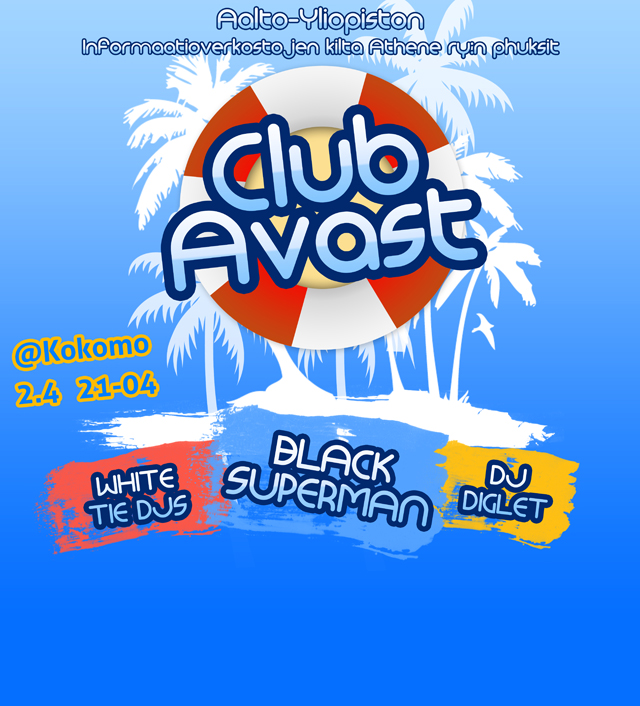 Aalto-Yliopiston
Informaatioverkostojen kilta Athene ry:n phuksit
Club
Avast
@Kokomo
2.4 21-04
WHITE
TIE DJS
BLACK
SUPERMAN
DJ
DIGLET